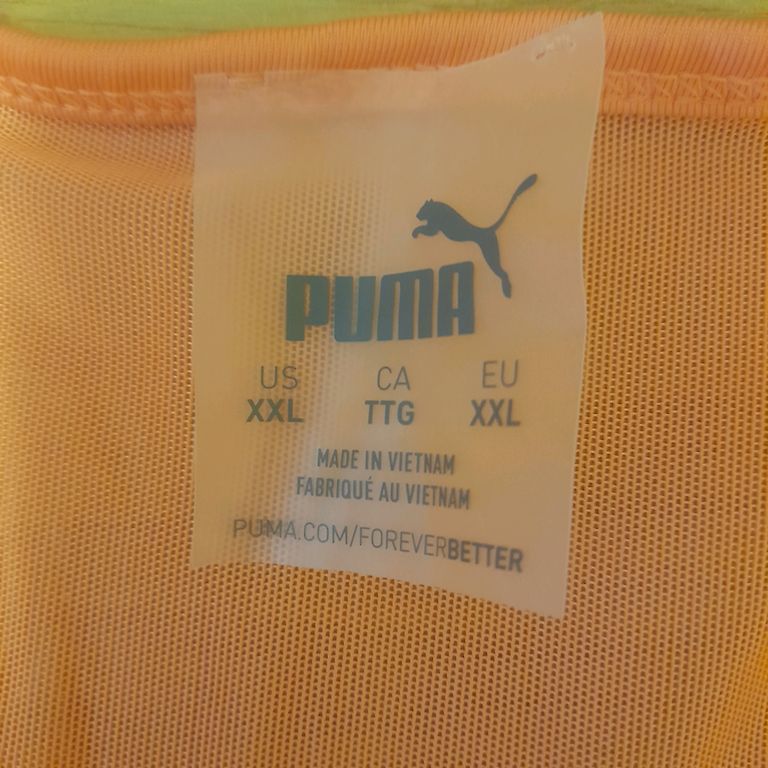 PUMA
US CA EU
XXL TTG XXL
MADE IN VIETNAM
FABRIQUÉ AU VIETNAM
PUMA.COM/FOREVERBETTER